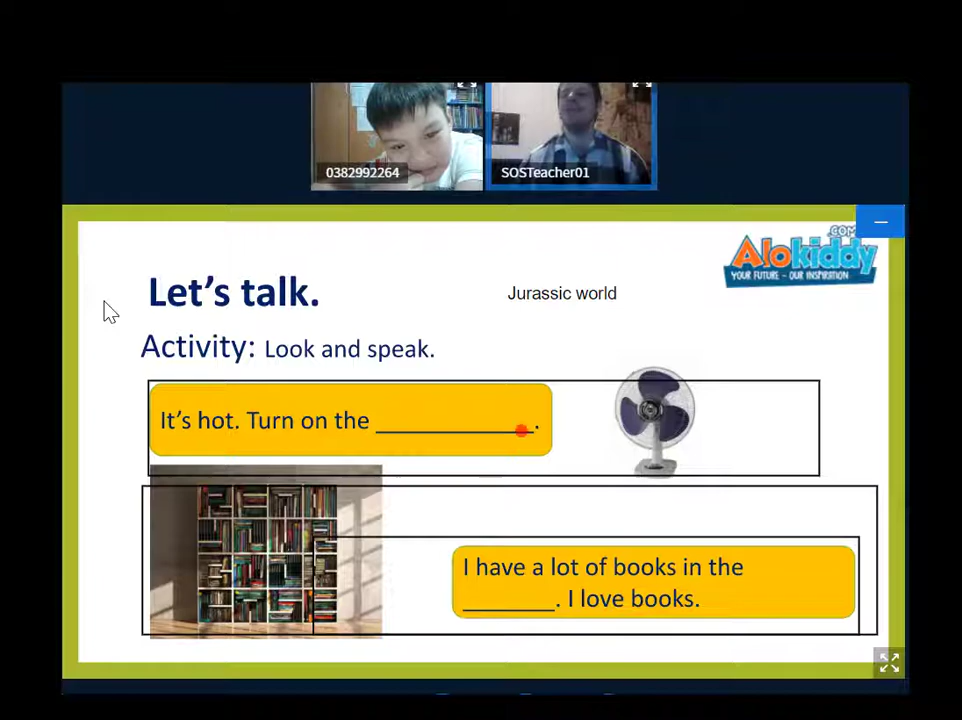 0382992264
SOSTeacher01
.COM
Alokiddy
YOUR FUTURE - OUR INSPIRATION
Let's talk.
Jurassic world
Activity: Look and speak.
It's hot. Turn on the ____________.
I have a lot of books in the
_______. I love books.